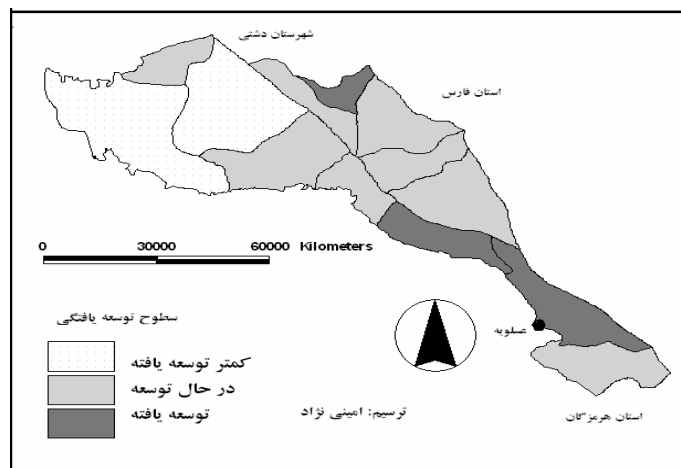 شهرستان دشتی
استان فارس
0 30000 60000 Kilometers
سطوح توسعه یافتگی
عسلویه
کمتر توسعه یافته
در حال توسعه
توسعه یافته
ترسیم: امینی نژاد
استان هرمزگان